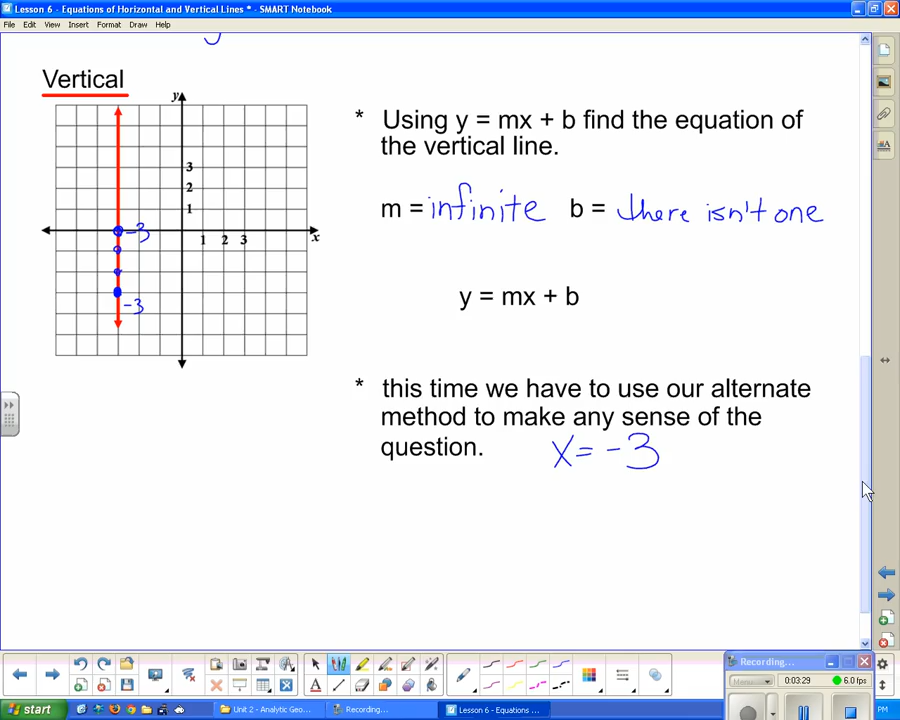 Lesson 6 - Equations of Horizontal and Vertical Lines * - SMART Notebook
File Edit View Insert Format Draw Help
Vertical
y
3
2
1
-3
1 2 3 x
-3
* Using y = mx + b find the equation of
the vertical line.
m = infinite b = there isn't one
y = mx + b
* this time we have to use our alternate
method to make any sense of the
question. x = -3
Recording...
Menu 0:03:29 6.0 fps
start Unit 2 - Analytic Geo... Recording... Lesson 6 - Equations ... PM